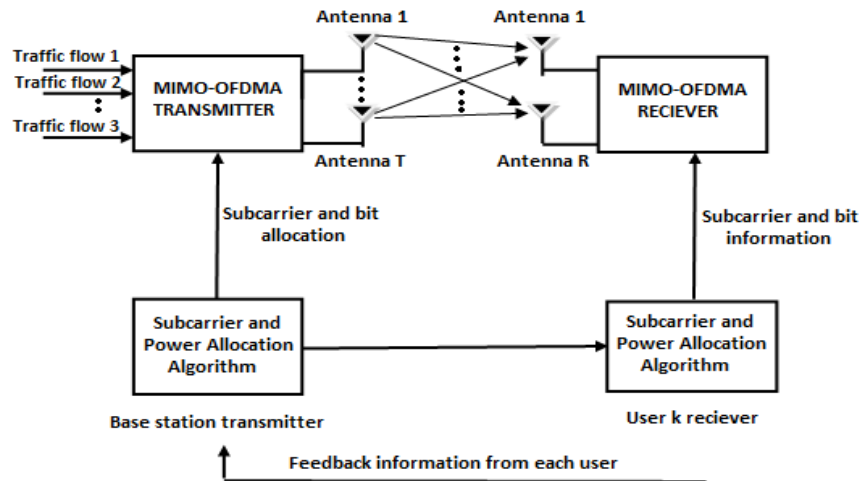 Antenna 1
Antenna 1
Traffic flow 1
Traffic flow 2
Traffic flow 3
MIMO-OFDMA
TRANSMITTER
MIMO-OFDMA
RECIEVER
Antenna T
Antenna R
Subcarrier and bit
allocation
Subcarrier and bit
information
Subcarrier and
Power Allocation
Algorithm
Subcarrier and
Power Allocation
Algorithm
Base station transmitter
User k reciever
Feedback information from each user